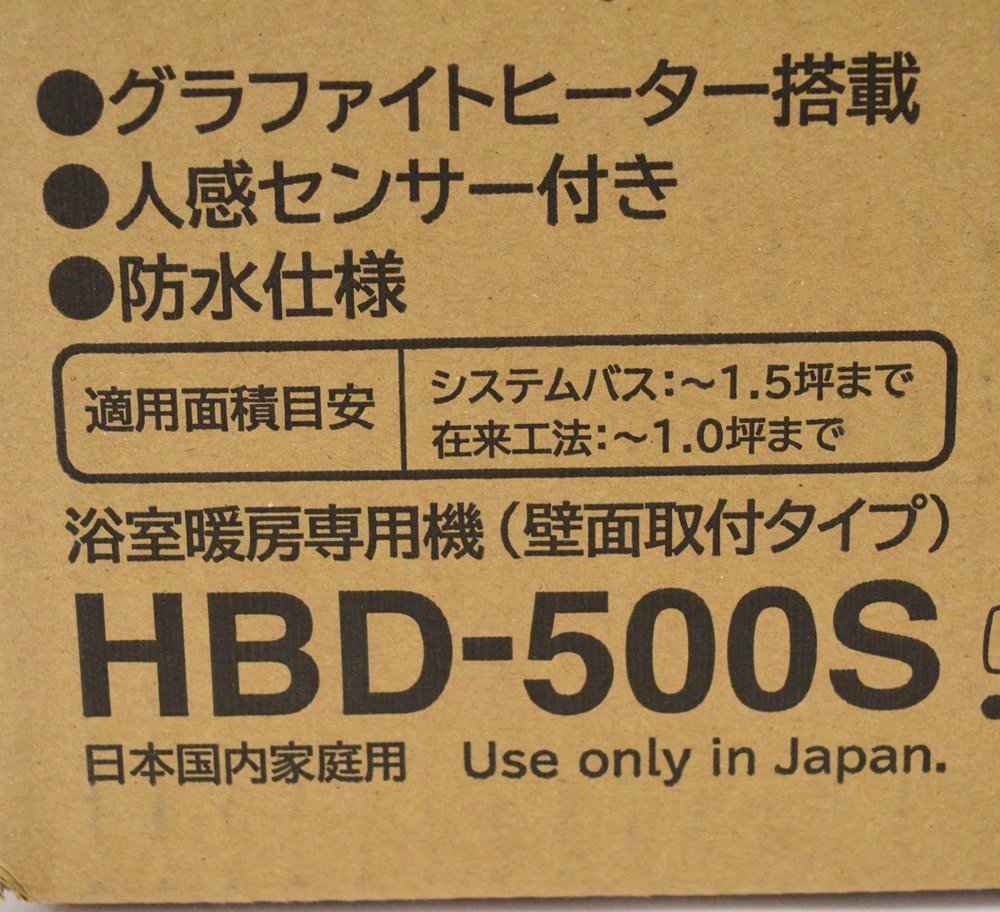 ●グラファイトヒーター搭載
●人感センサー付き
●防水仕様
適用面積目安
システムバス：～1.5坪まで
在来工法：～1.0坪まで
浴室暖房専用機（壁面取付タイプ）
HBD-500S
日本国内家庭用 Use only in Japan.